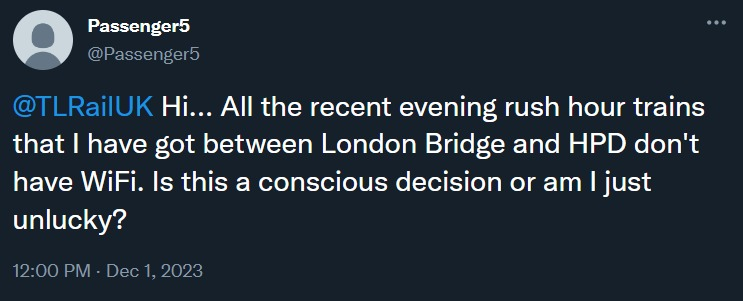 Passenger5
@Passenger5
@TLRailUK Hi... All the recent evening rush hour trains
that I have got between London Bridge and HPD don't
have WiFi. Is this a conscious decision or am I just
unlucky?
12:00 PM · Dec 1, 2023